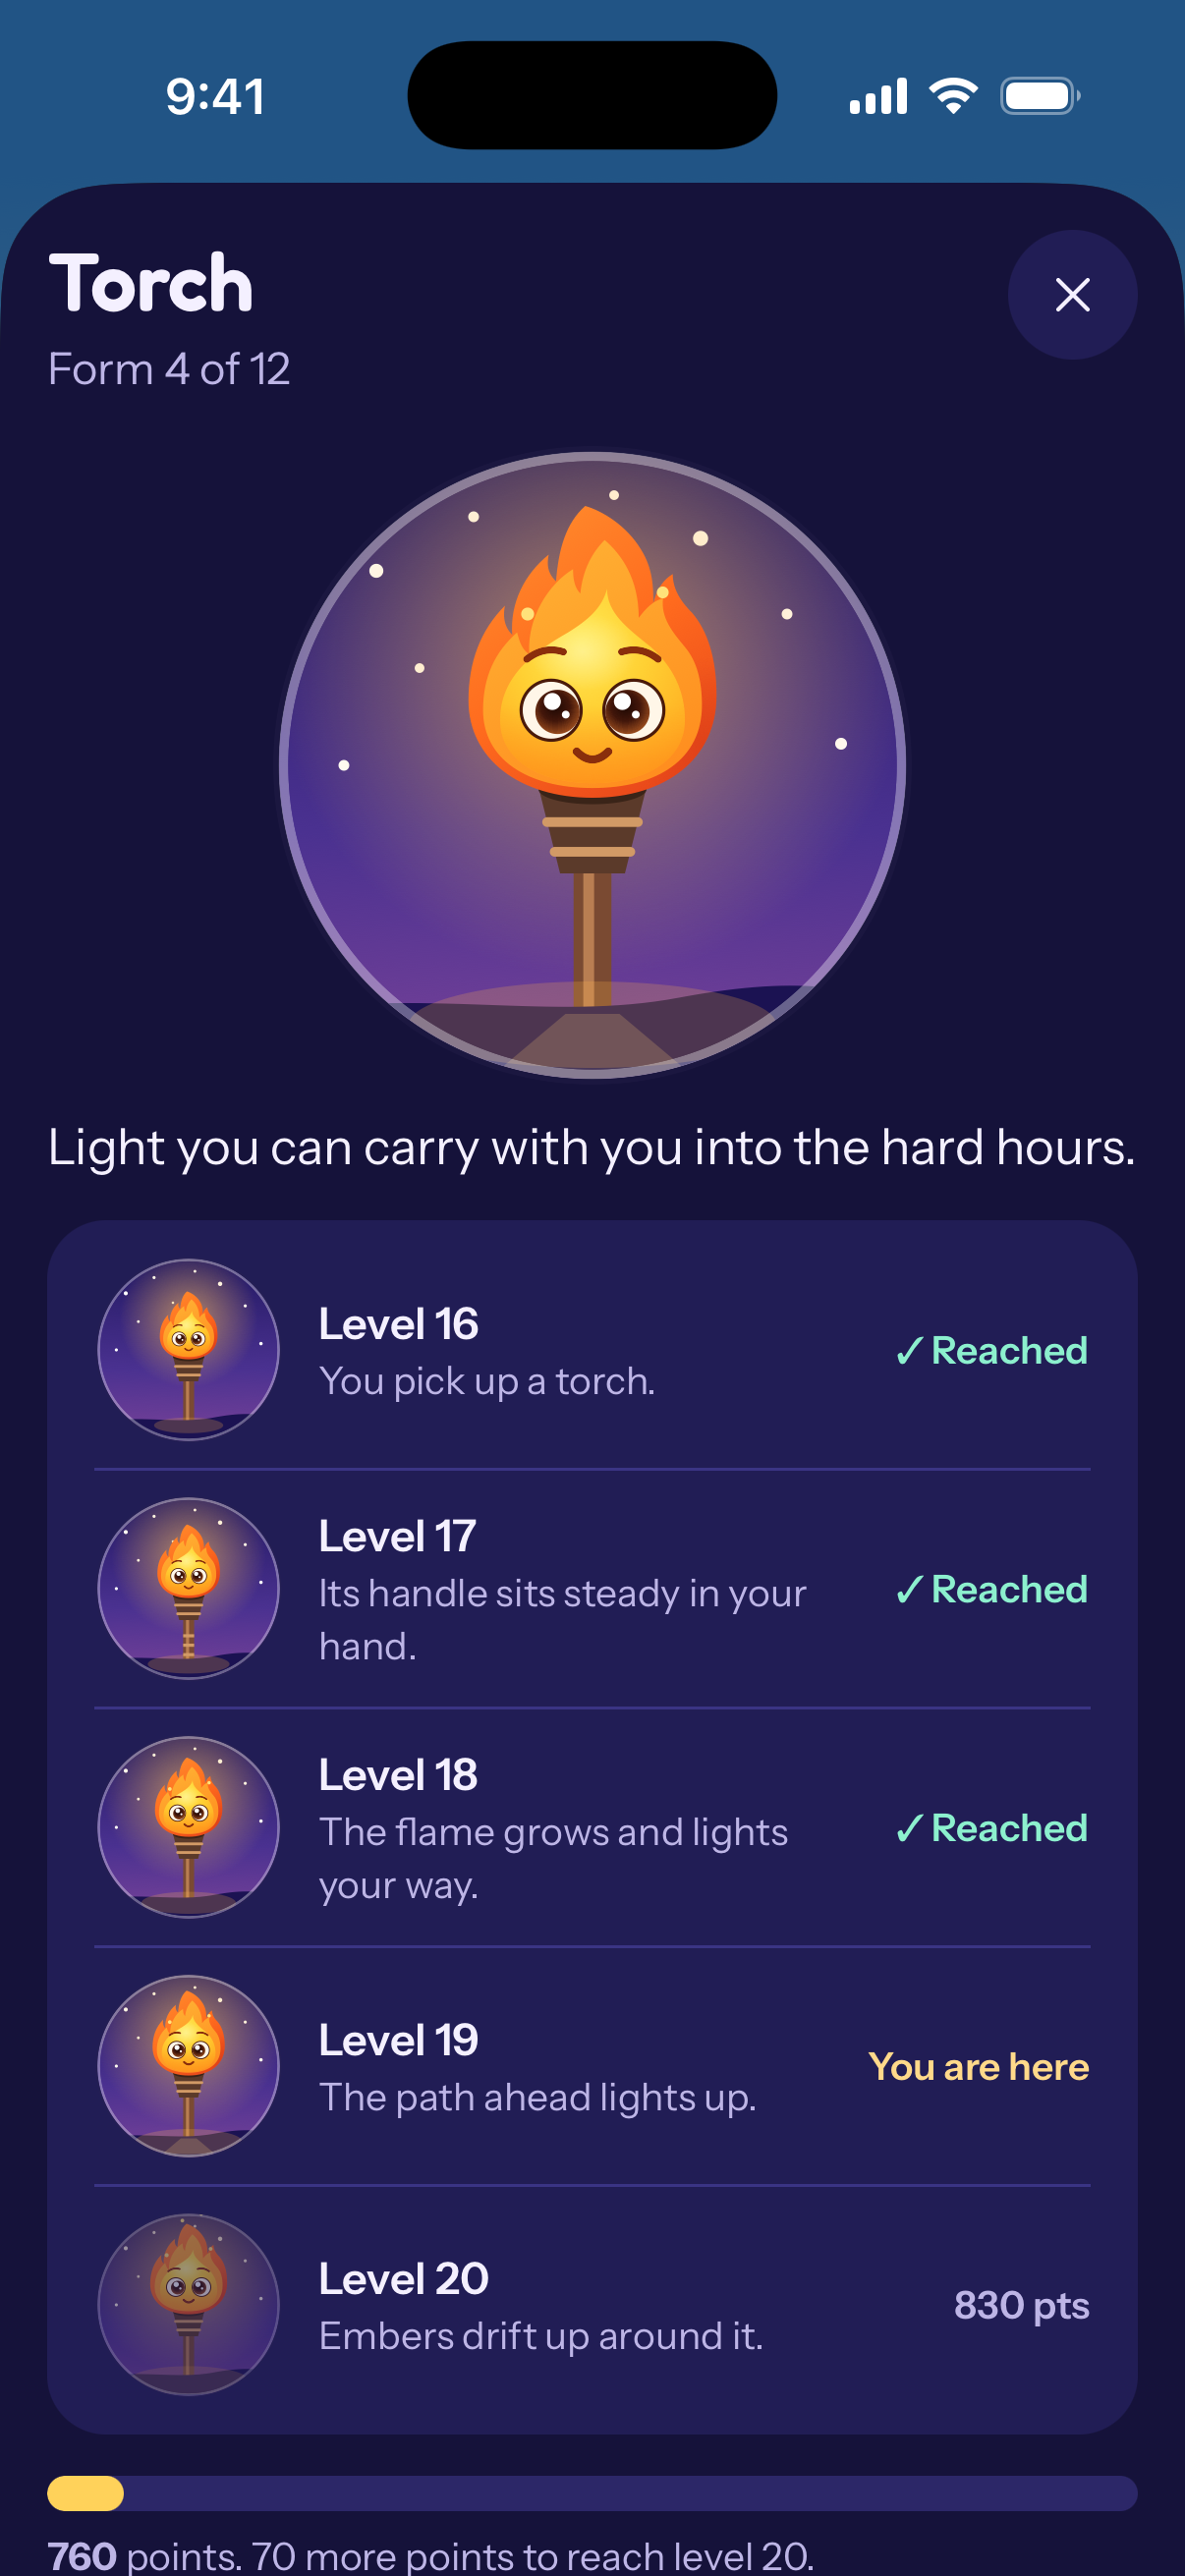 9:41
Torch
Form 4 of 12
Light you can carry with you into the hard hours.
Level 16
You pick up a torch.
✓ Reached
Level 17
Its handle sits steady in your
hand.
✓ Reached
Level 18
The flame grows and lights
your way.
✓ Reached
Level 19
The path ahead lights up.
You are here
Level 20
Embers drift up around it.
830 pts
760 points. 70 more points to reach level 20.